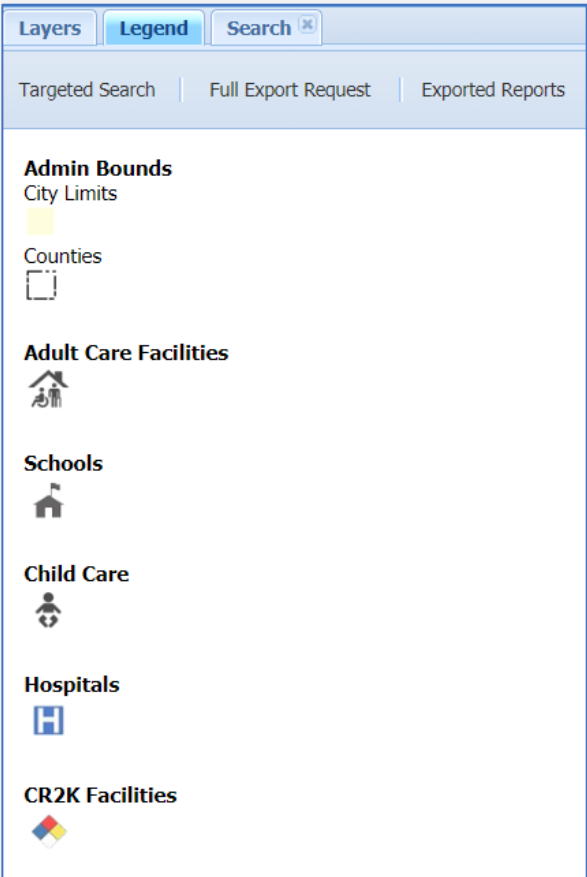 Layers Legend Search
Targeted Search Full Export Request Exported Reports
Admin Bounds
City Limits
Counties
Adult Care Facilities
Schools
Child Care
Hospitals
H
CR2K Facilities